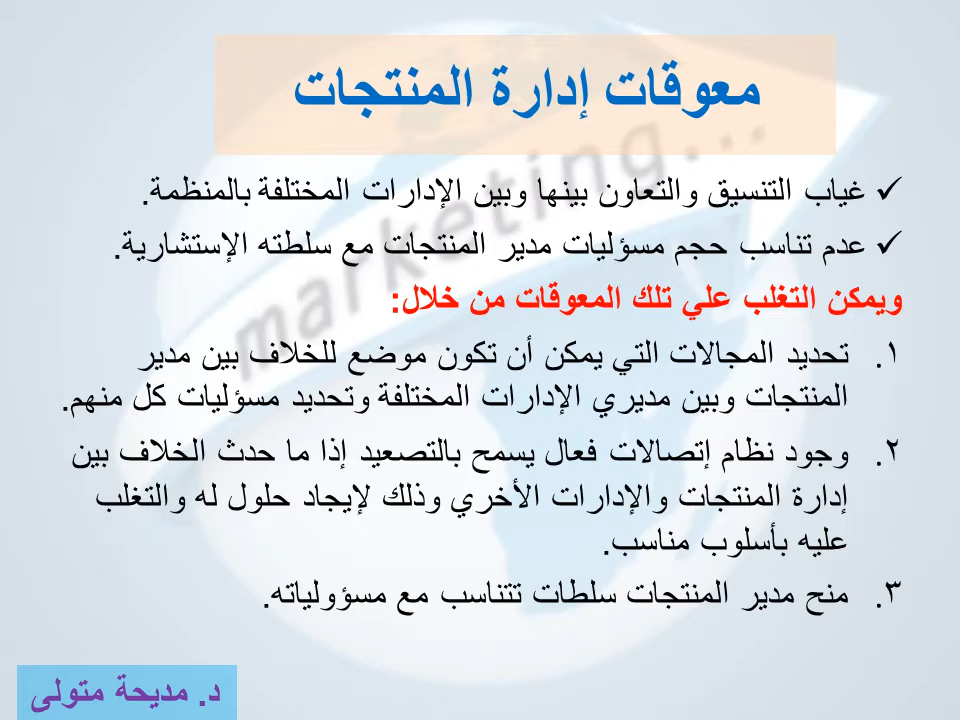 معوقات إدارة المنتجات
marketing...
✓ غياب التنسيق والتعاون بينها وبين الإدارات المختلفة بالمنظمة.
✓ عدم تناسب حجم مسؤليات مدير المنتجات مع سلطته الإستشارية.
ويمكن التغلب علي تلك المعوقات من خلال:
١. تحديد المجالات التي يمكن أن تكون موضع للخلاف بين مدير
المنتجات وبين مديري الإدارات المختلفة وتحديد مسؤليات كل منهم.
٢. وجود نظام إتصالات فعال يسمح بالتصعيد إذا ما حدث الخلاف بين
إدارة المنتجات والإدارات الأخري وذلك لإيجاد حلول له والتغلب
عليه بأسلوب مناسب.
٣. منح مدير المنتجات سلطات تتناسب مع مسؤولياته.
د. مديحة متولى